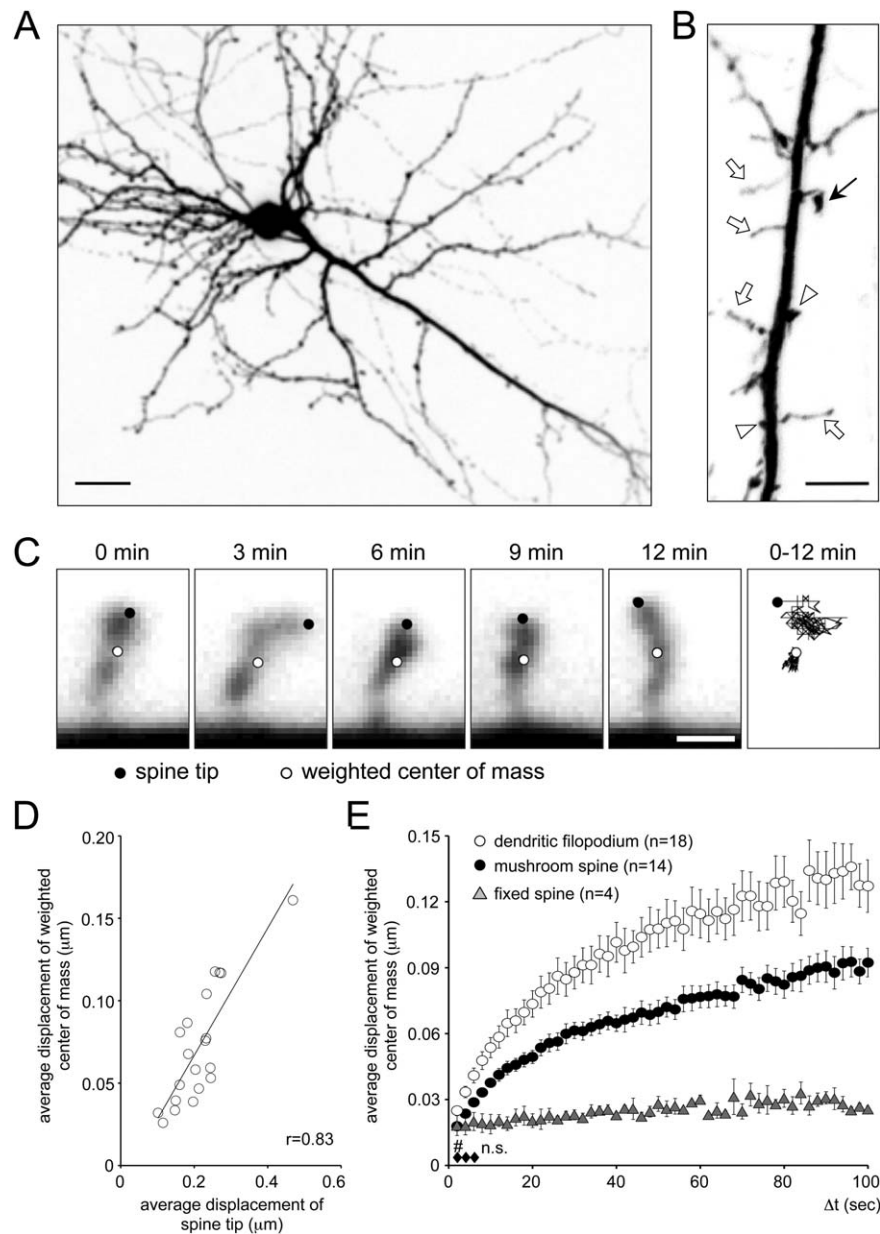 A
B
C
0 min 3 min 6 min 9 min 12 min 0-12 min
● spine tip ○ weighted center of mass
D
0.20
0.15
0.10
0.05
0
0 0.2 0.4 0.6
average displacement of weighted
center of mass (μm)
average displacement of
spine tip (μm)
r=0.83
E
0.15
0.12
0.09
0.06
0.03
0
○ dendritic filopodium (n=18)
● mushroom spine (n=14)
▲ fixed spine (n=4)
average displacement of weighted
center of mass (μm)
#
◆◆◆ n.s.
0 20 40 60 80 100
Δt (sec)